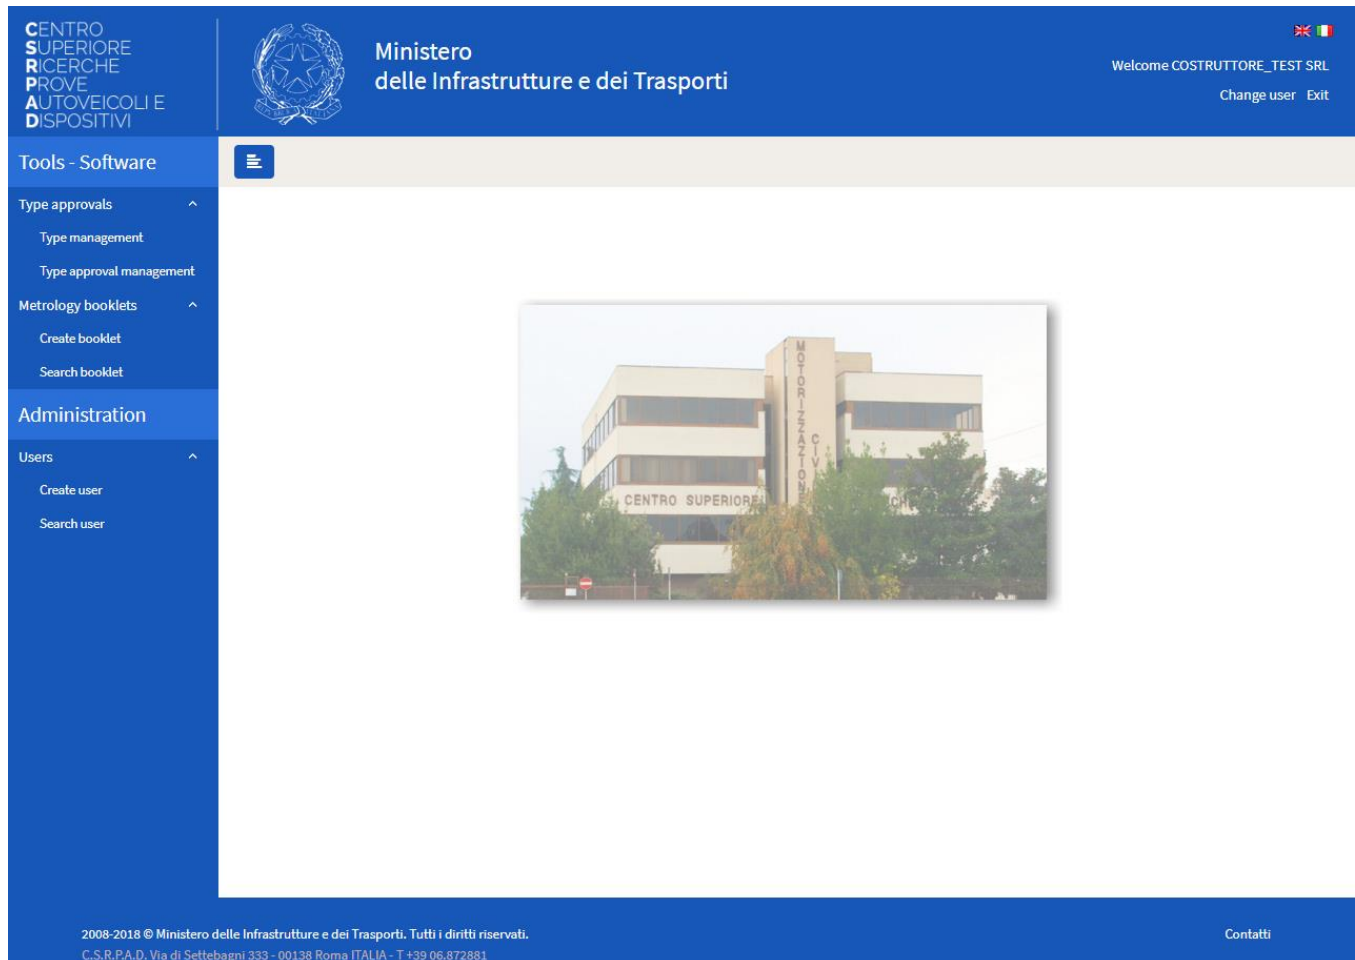 CENTRO
SUPERIORE
RICERCHE
PROVE
AUTOVEICOLI E
DISPOSITIVI
Ministero
delle Infrastrutture e dei Trasporti
Welcome COSTRUTTORE_TEST SRL
Change user Exit
Tools - Software
Type approvals
Type management
Type approval management
Metrology booklets
Create booklet
Search booklet
Administration
Users
Create user
Search user
MOTORIZZAZIONE
CIV
CENTRO SUPERIORE
2008-2018 © Ministero delle Infrastrutture e dei Trasporti. Tutti i diritti riservati.
Contatti
C.S.R.P.A.D. Via di Settebagni 333 - 00138 Roma ITALIA - T +39 06.872881